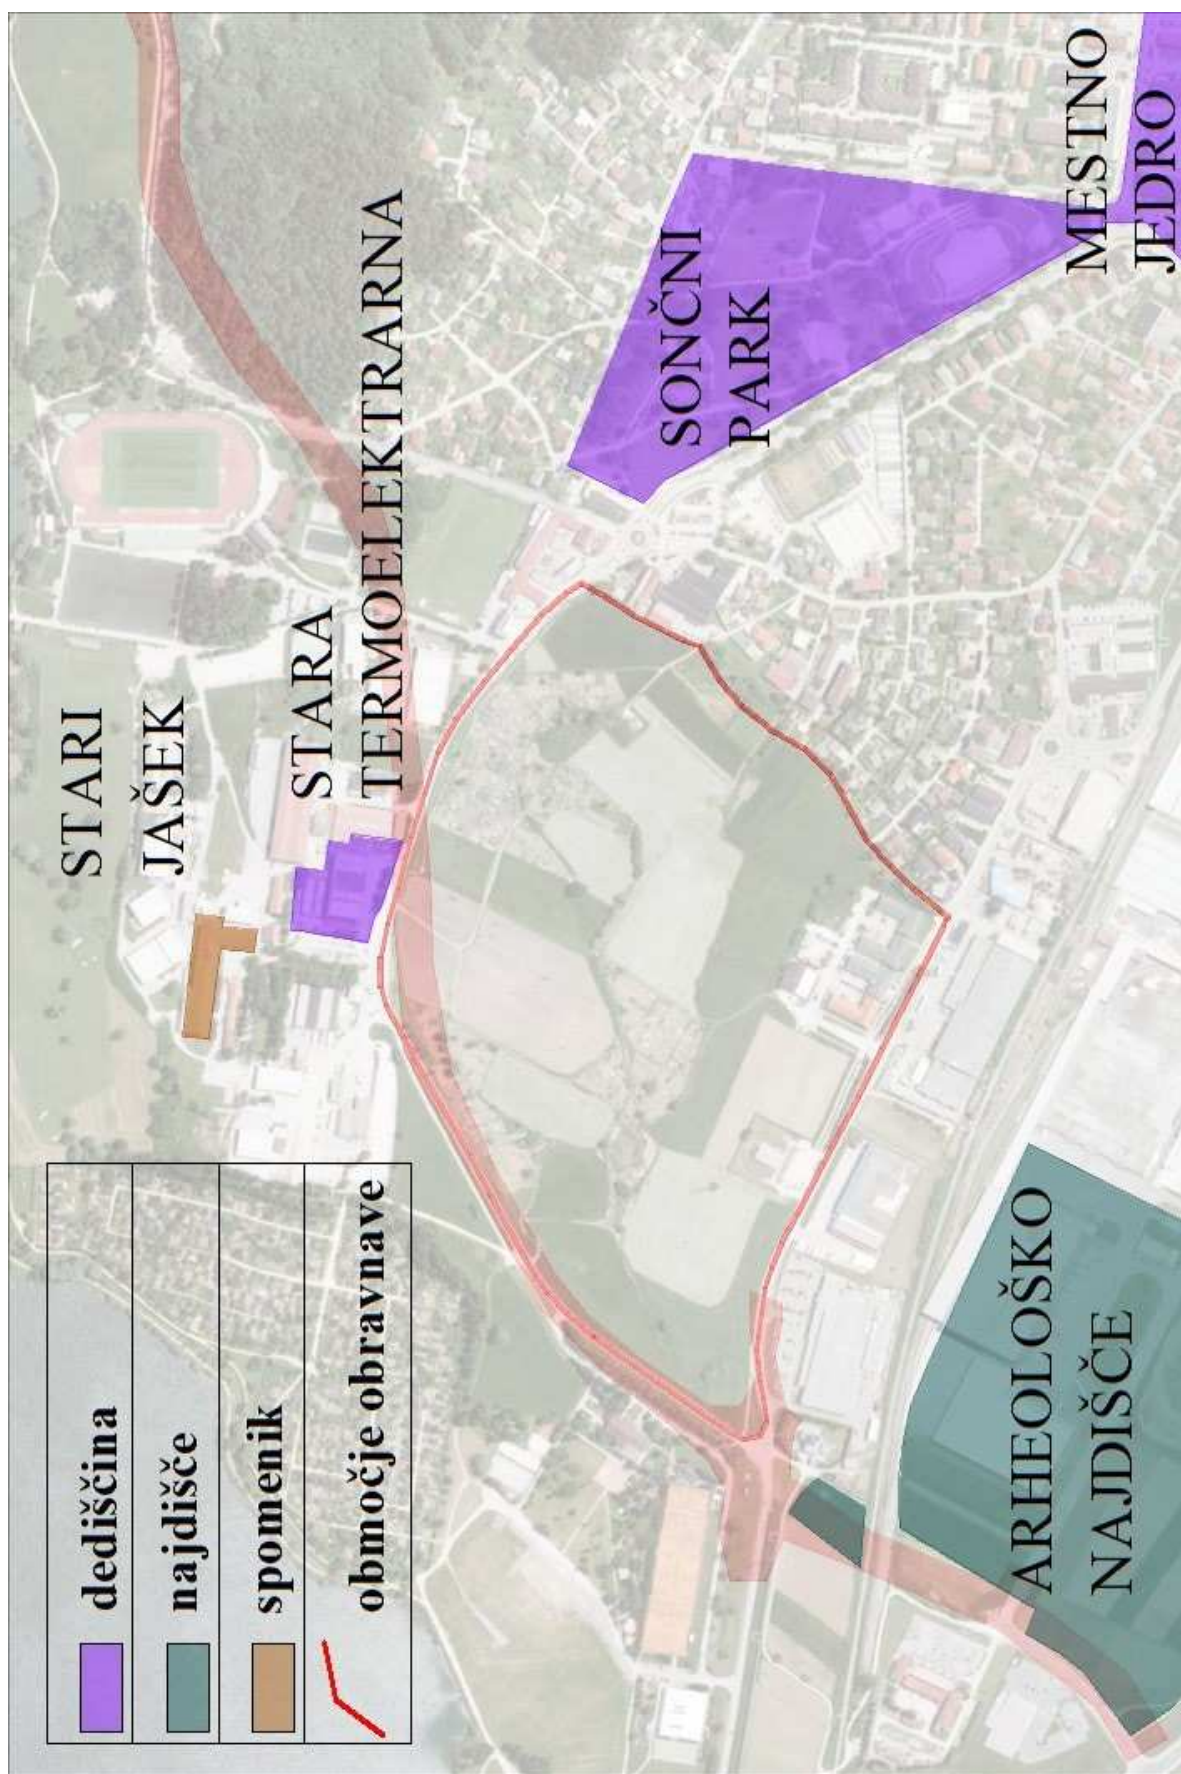 STARI
JAŠEK
STARA
TERMOELEKTRARNA
SONČNI
PARK
MESTNO
JEDRO
dediščina
najdišče
spomenik
območje obravnave
ARHEOLOŠKO
NAJDIŠČE